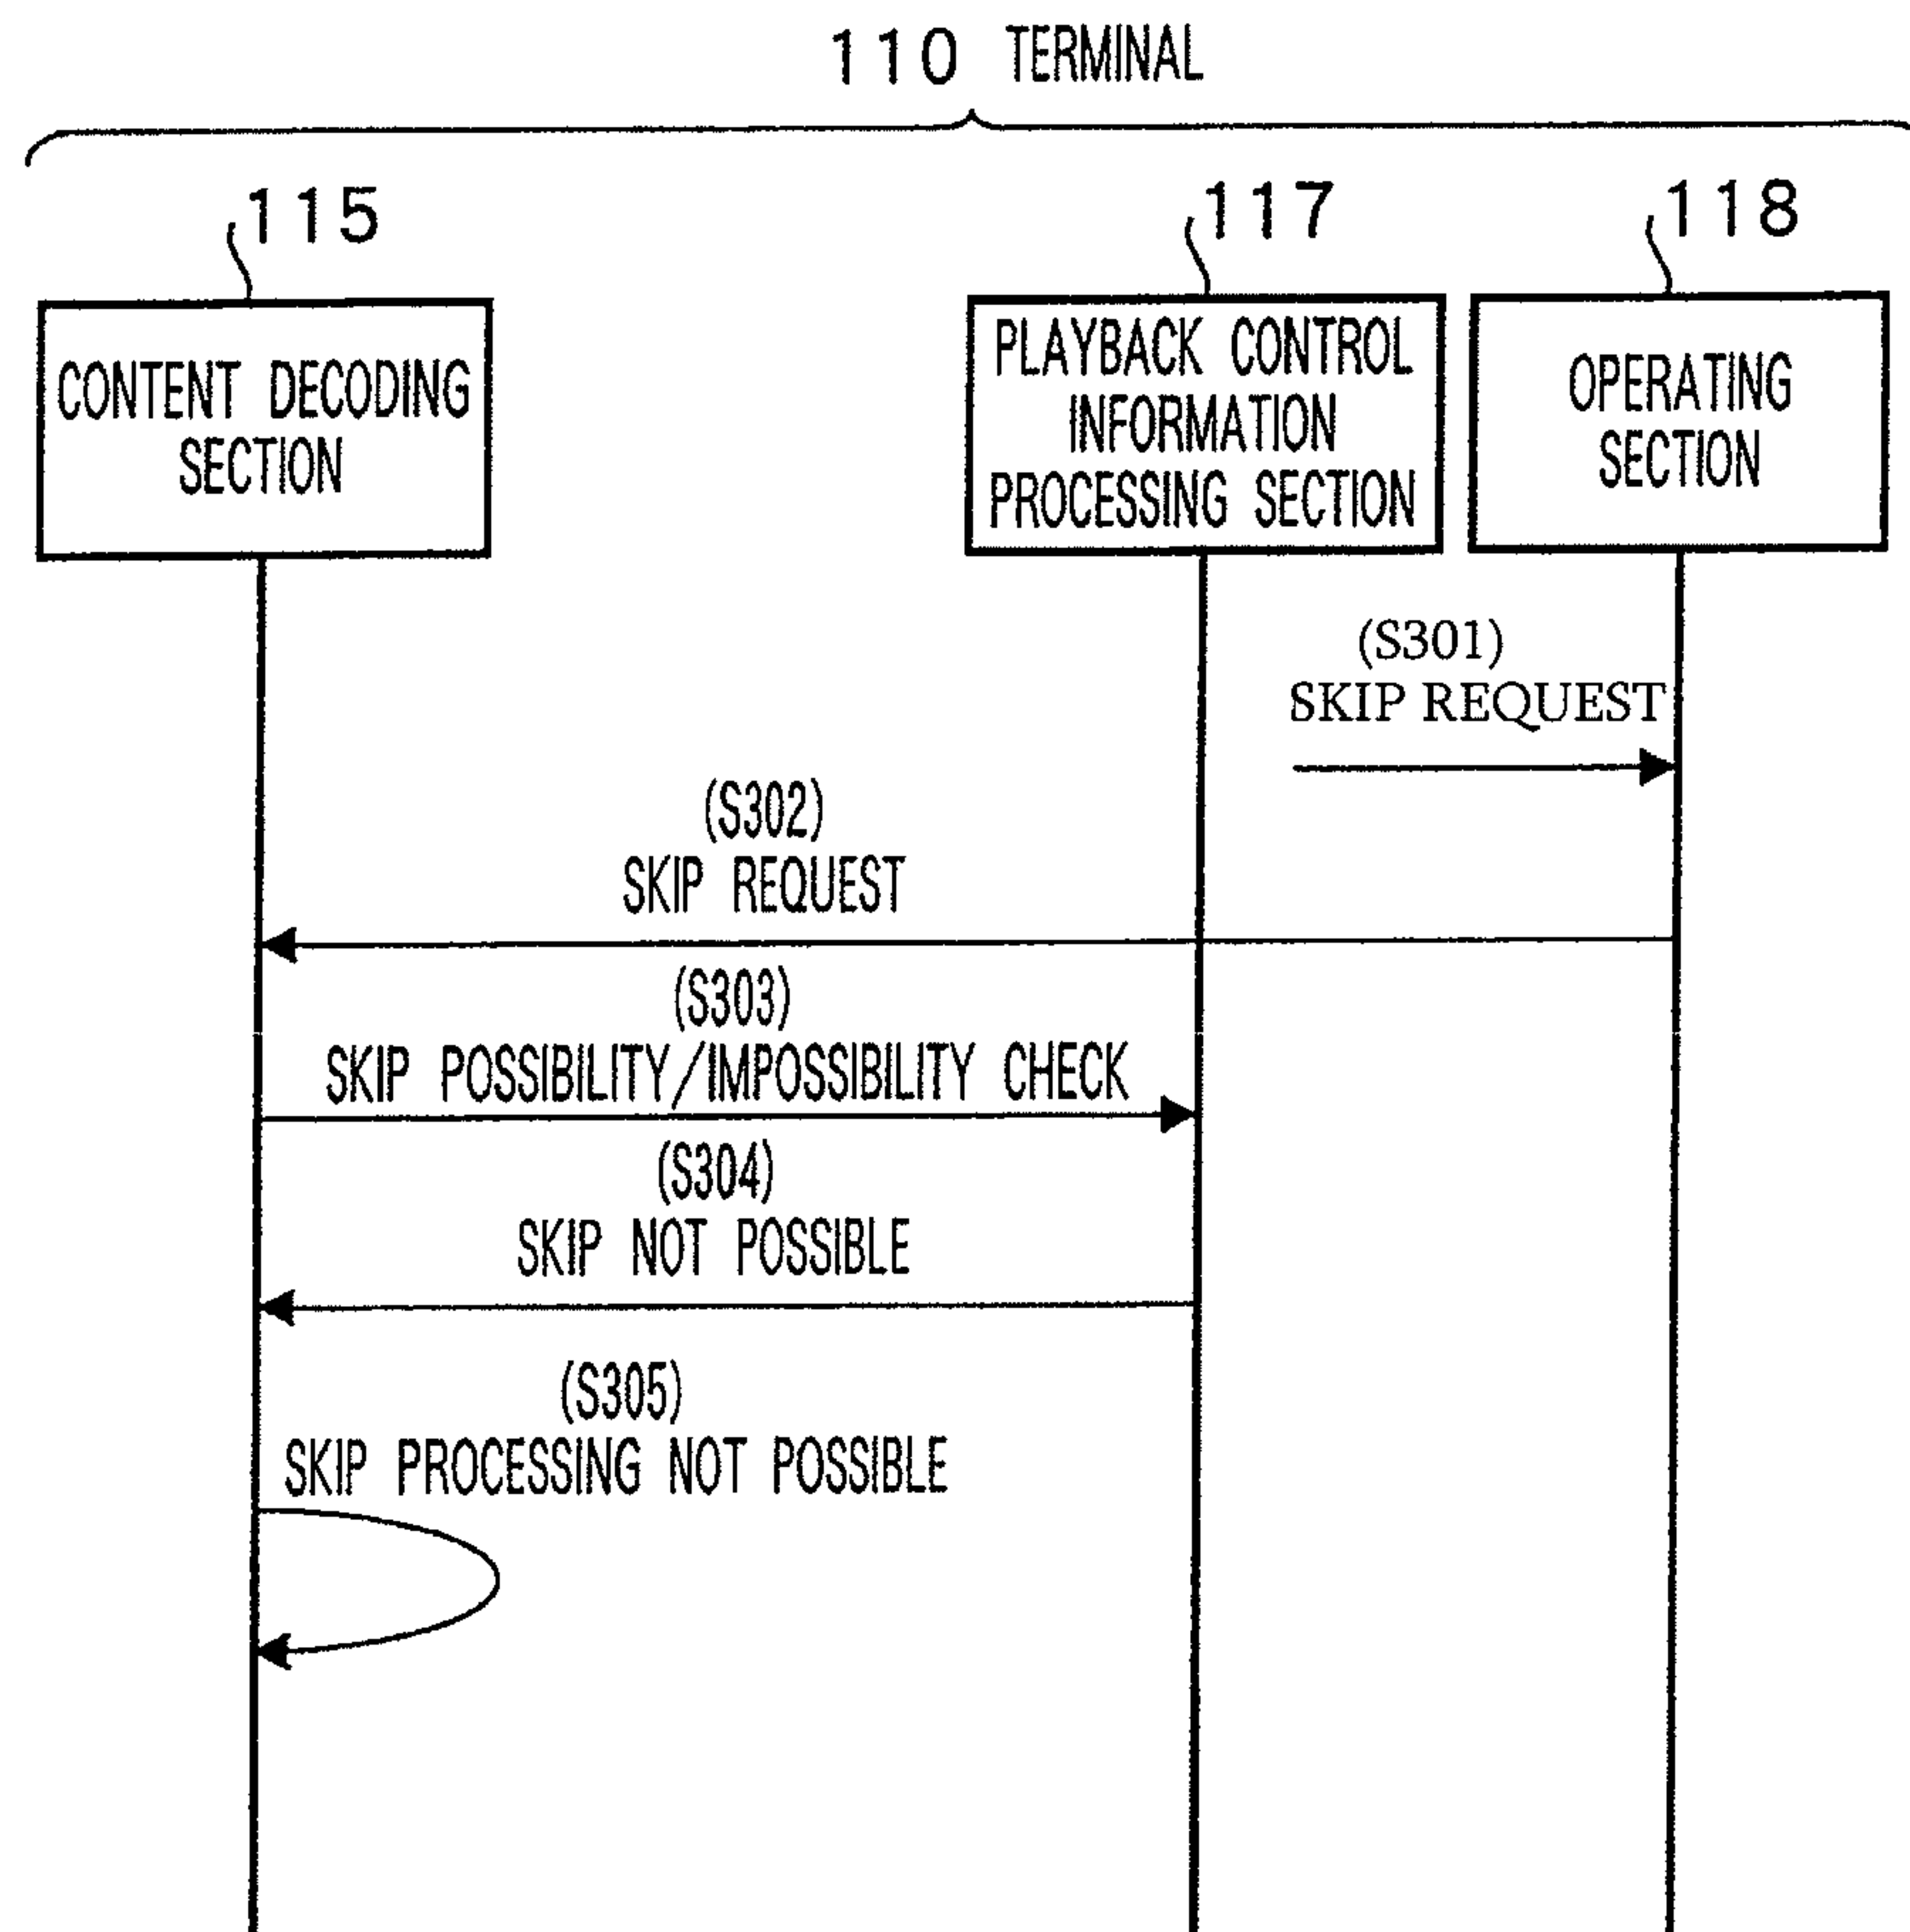 110 TERMINAL
115
117
118
CONTENT DECODING
SECTION
PLAYBACK CONTROL
INFORMATION
PROCESSING SECTION
OPERATING
SECTION
(S301)
SKIP REQUEST
(S302)
SKIP REQUEST
(S303)
SKIP POSSIBILITY/IMPOSSIBILITY CHECK
(S304)
SKIP NOT POSSIBLE
(S305)
SKIP PROCESSING NOT POSSIBLE